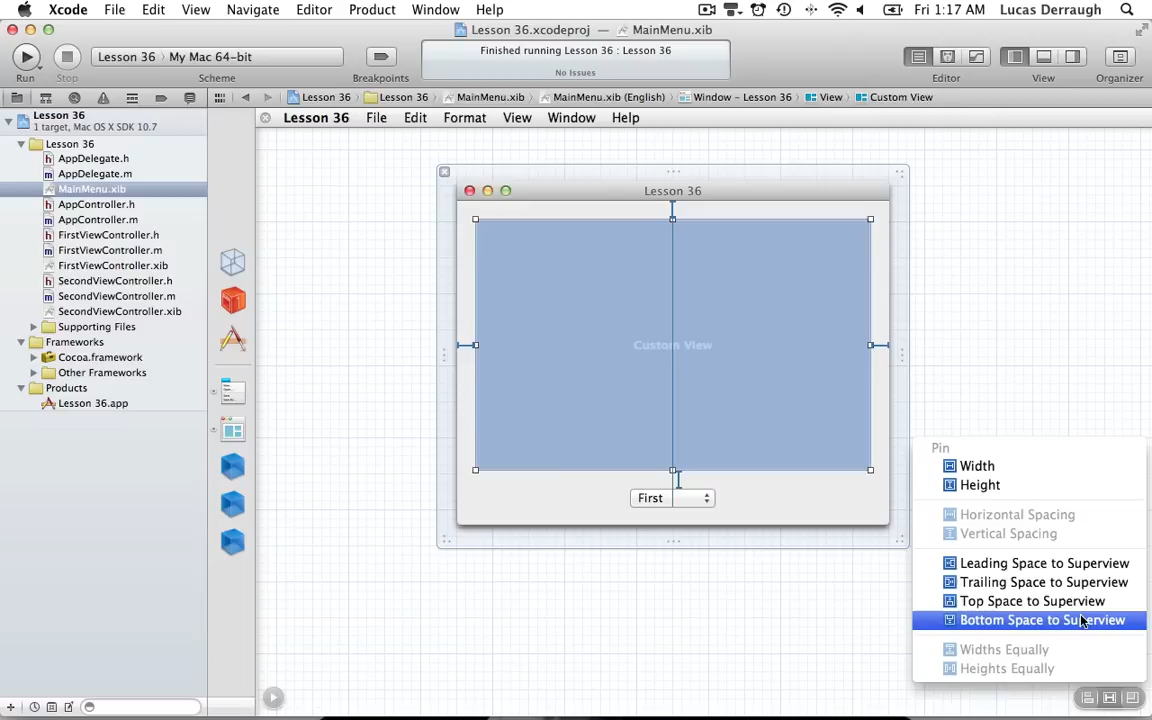 Xcode File Edit View Navigate Editor Product Window Help Fri 1:17 AM Lucas Derraugh
Lesson 36.xcodeproj — MainMenu.xib
Run Stop
Lesson 36 › My Mac 64-bit
Scheme
Breakpoints
Finished running Lesson 36 : Lesson 36
No Issues
Editor View Organizer
Lesson 36 Lesson 36 MainMenu.xib MainMenu.xib (English) Window – Lesson 36 View Custom View
Lesson 36
1 target, Mac OS X SDK 10.7
Lesson 36
AppDelegate.h
AppDelegate.m
MainMenu.xib
AppController.h
AppController.m
FirstViewController.h
FirstViewController.m
FirstViewController.xib
SecondViewController.h
SecondViewController.m
SecondViewController.xib
Supporting Files
Frameworks
Cocoa.framework
Other Frameworks
Products
Lesson 36.app
Lesson 36 File Edit Format View Window Help
Lesson 36
Custom View
First
Pin
Width
Height
Horizontal Spacing
Vertical Spacing
Leading Space to Superview
Trailing Space to Superview
Top Space to Superview
Bottom Space to Superview
Widths Equally
Heights Equally